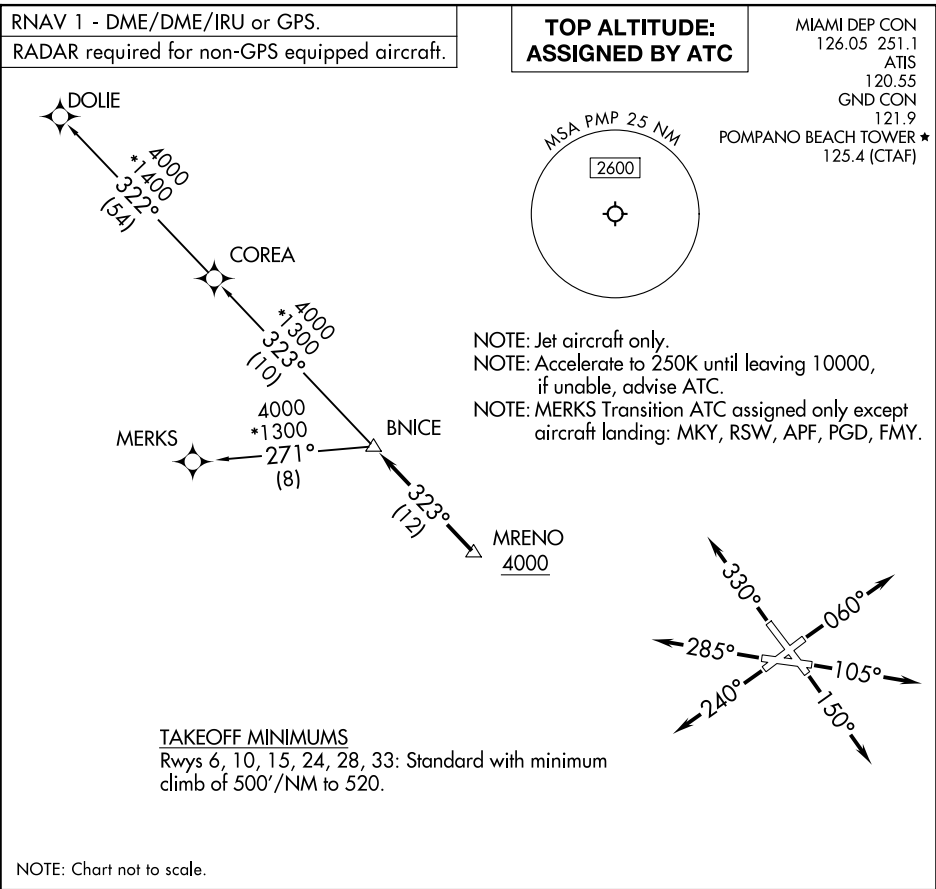 RNAV 1 - DME/DME/IRU or GPS.
RADAR required for non-GPS equipped aircraft.
TOP ALTITUDE:
ASSIGNED BY ATC
MIAMI DEP CON
126.05 251.1
ATIS
120.55
GND CON
121.9
POMPANO BEACH TOWER ★
125.4 (CTAF)
DOLIE
4000
*1400
322°
(54)
COREA
4000
*1300
323°
(10)
MERKS
4000
*1300
271°
(8)
BNICE
323°
(12)
MRENO
4000
MSA PMP 25 NM
2600
NOTE: Jet aircraft only.
NOTE: Accelerate to 250K until leaving 10000,
if unable, advise ATC.
NOTE: MERKS Transition ATC assigned only except
aircraft landing: MKY, RSW, APF, PGD, FMY.
330°
060°
285°
105°
240°
150°
TAKEOFF MINIMUMS
Rwys 6, 10, 15, 24, 28, 33: Standard with minimum
climb of 500'/NM to 520.
NOTE: Chart not to scale.